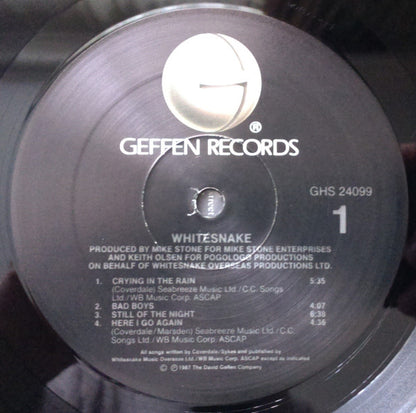 G
®
GEFFEN RECORDS
GHS 24099
1
WHITESNAKE
PRODUCED BY MIKE STONE FOR MIKE STONE ENTERPRISES
AND KEITH OLSEN FOR POGOLOGO PRODUCTIONS
ON BEHALF OF WHITESNAKE OVERSEAS PRODUCTIONS LTD.
1. CRYING IN THE RAIN 5:35
(Coverdale) Seabreeze Music Ltd./C.C. Songs
Ltd./WB Music Corp. ASCAP
2. BAD BOYS 4:07
3. STILL OF THE NIGHT 6:38
4. HERE I GO AGAIN 4:36
(Coverdale/Marsden) Seabreeze Music Ltd./C.C.
Songs Ltd./WB Music Corp. ASCAP
All songs written by Coverdale/Sykes and published by
Whitesnake Music Overseas Ltd./WB Music Corp. ASCAP except as indicated
© ℗ 1987 The David Geffen Company